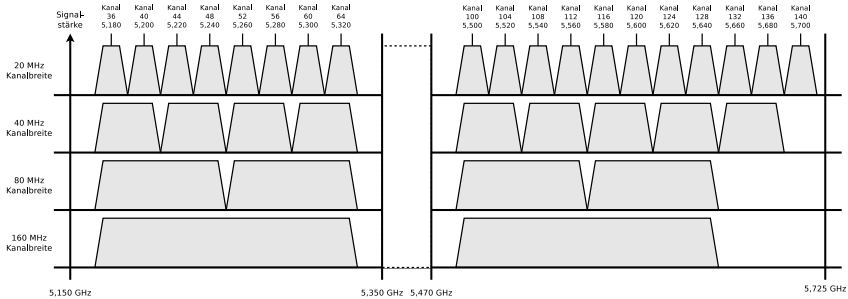 Signal-
stärke
Kanal 36 5,180
Kanal 40 5,200
Kanal 44 5,220
Kanal 48 5,240
Kanal 52 5,260
Kanal 56 5,280
Kanal 60 5,300
Kanal 64 5,320
Kanal 100 5,500
Kanal 104 5,520
Kanal 108 5,540
Kanal 112 5,560
Kanal 116 5,580
Kanal 120 5,600
Kanal 124 5,620
Kanal 128 5,640
Kanal 132 5,660
Kanal 136 5,680
Kanal 140 5,700
20 MHz
Kanalbreite
40 MHz
Kanalbreite
80 MHz
Kanalbreite
160 MHz
Kanalbreite
5,150 GHz
5,350 GHz
5,470 GHz
5,725 GHz